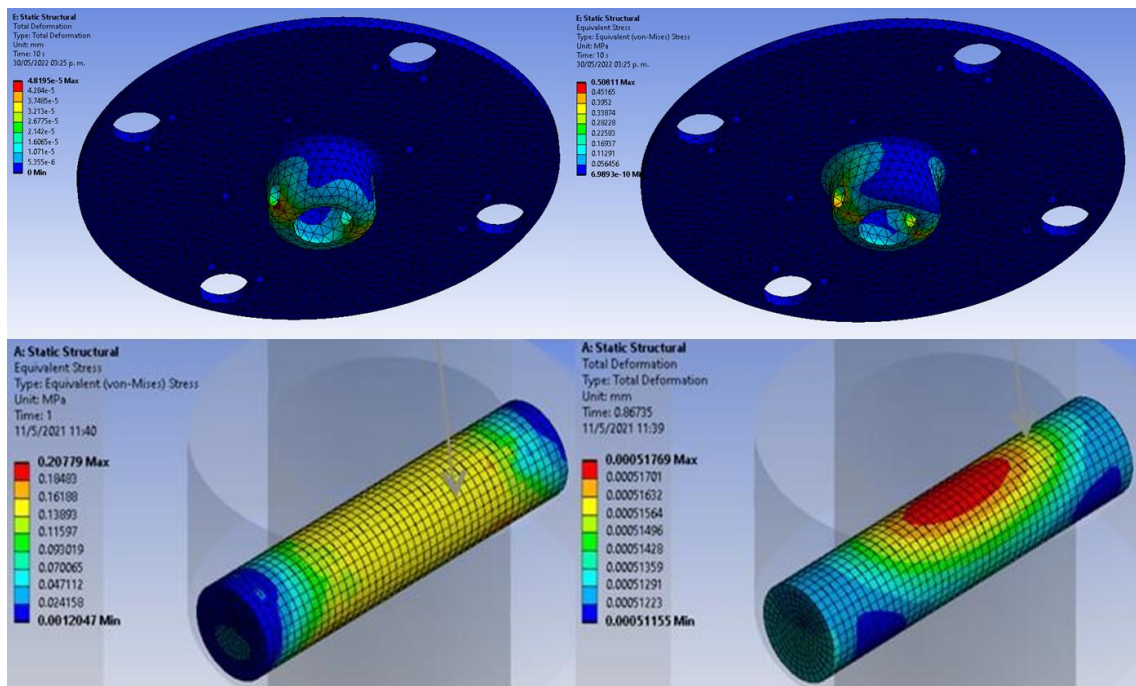 E: Static Structural
Total Deformation
Type: Total Deformation
Unit: mm
Time: 10 s
30/05/2022 03:25 p. m.
4.8195e-5 Max
4.284e-5
3.7485e-5
3.213e-5
2.6775e-5
2.142e-5
1.6065e-5
1.071e-5
5.355e-6
0 Min
E: Static Structural
Equivalent Stress
Type: Equivalent (von-Mises) Stress
Unit: MPa
Time: 10 s
30/05/2022 03:25 p. m.
0.50811 Max
0.45165
0.3952
0.33874
0.28228
0.22583
0.16937
0.11291
0.056456
6.9893e-10 Mi
A: Static Structural
Equivalent Stress
Type: Equivalent (von-Mises) Stress
Unit: MPa
Time: 1
11/5/2021 11:40
0.20779 Max
0.18483
0.16188
0.13893
0.11597
0.093019
0.070065
0.047112
0.024158
0.0012047 Min
A: Static Structural
Total Deformation
Type: Total Deformation
Unit: mm
Time: 0.86735
11/5/2021 11:39
0.00051769 Max
0.00051701
0.00051632
0.00051564
0.00051496
0.00051428
0.00051359
0.00051291
0.00051223
0.00051155 Min